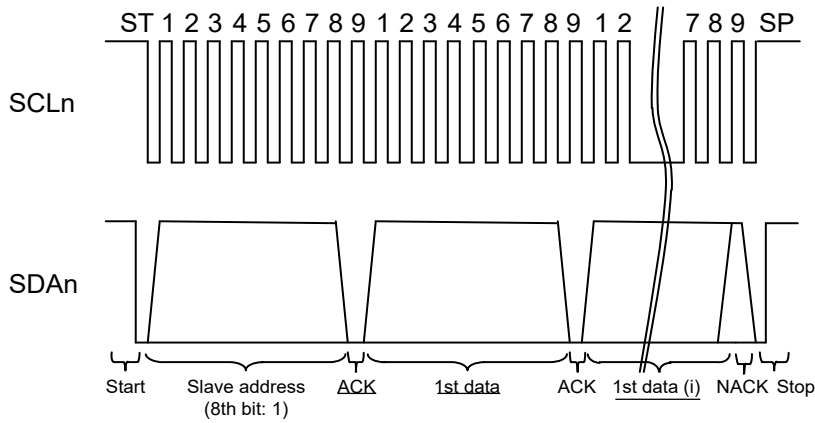 ST 1 2 3 4 5 6 7 8 9 1 2 3 4 5 6 7 8 9 1 2 7 8 9 SP
SCLn
SDAn
Start Slave address ACK 1st data ACK 1st data (i) NACK Stop
(8th bit: 1)